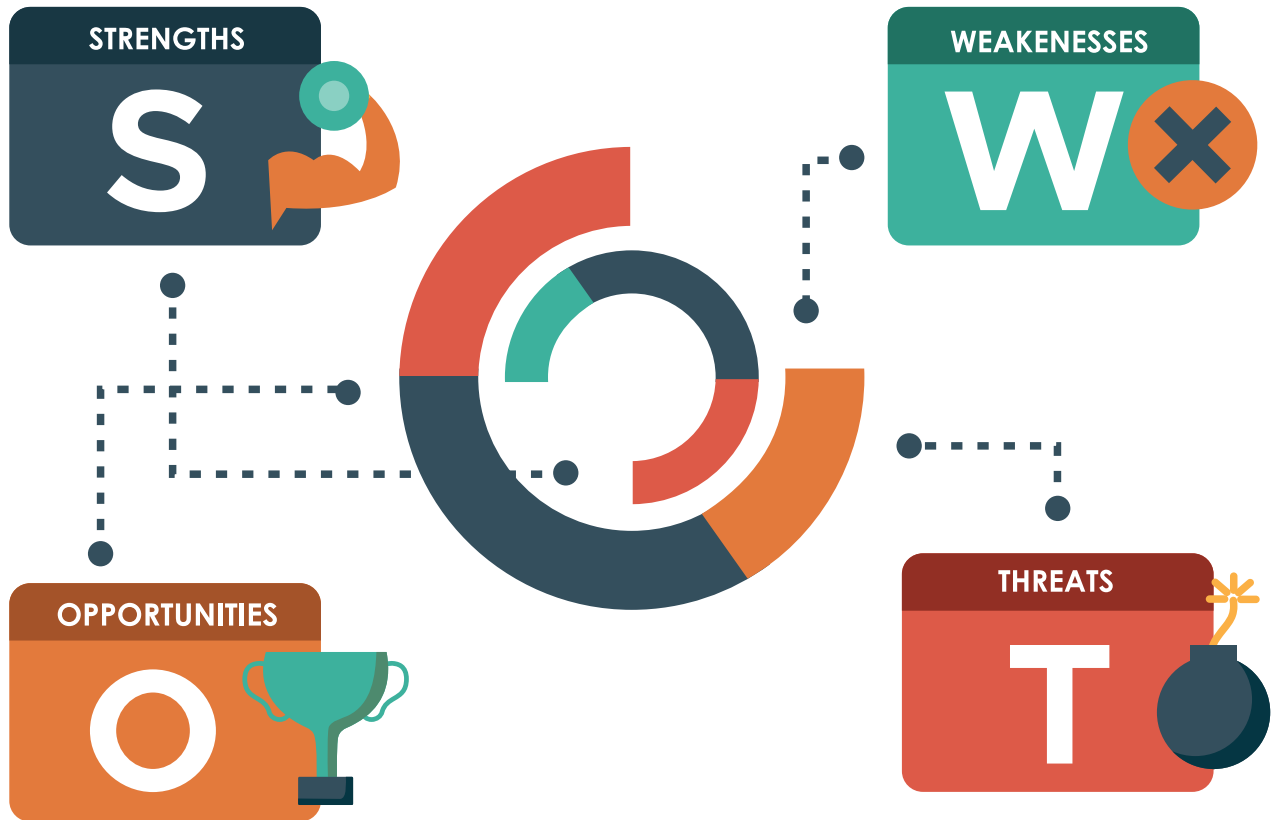 STRENGTHS
S
WEAKENESSES
W
OPPORTUNITIES
O
THREATS
T